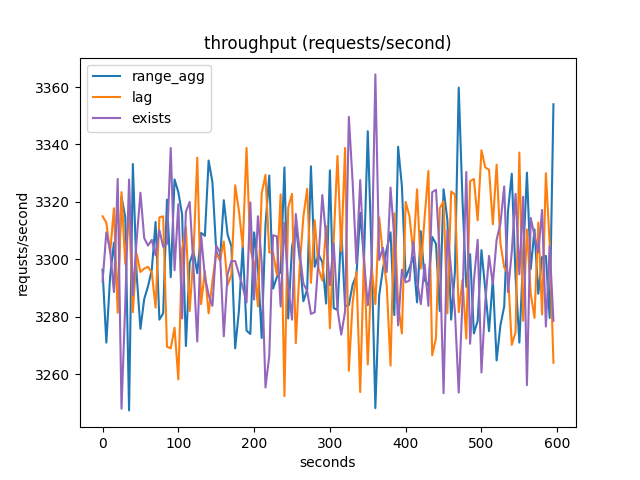 throughput (requests/second)
range_agg
lag
exists
requsts/second
3360
3340
3320
3300
3280
3260
0
100
200
300
400
500
600
seconds